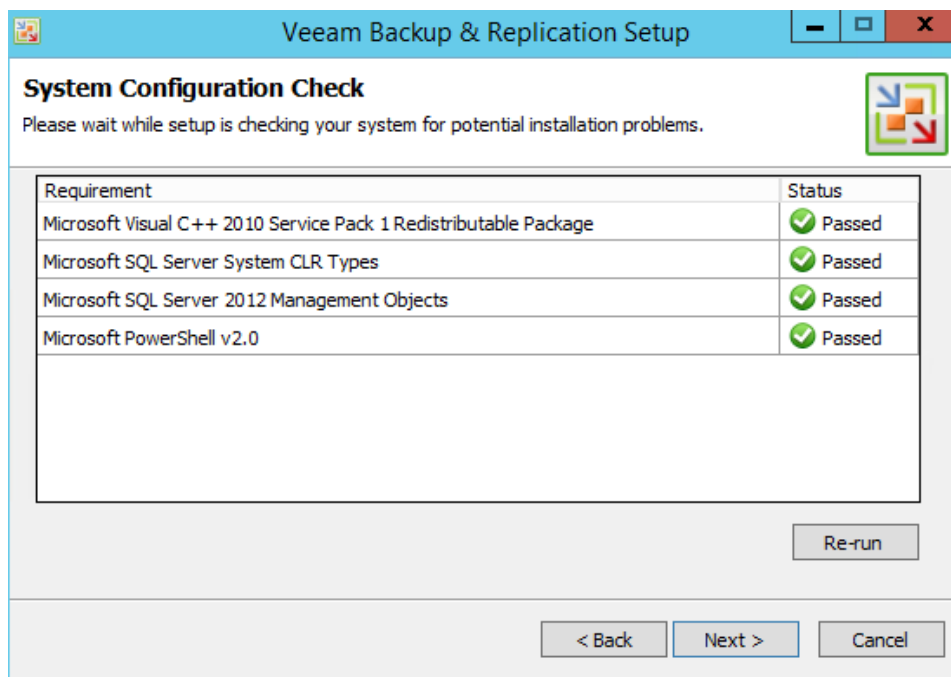 Veeam Backup & Replication Setup
System Configuration Check
Please wait while setup is checking your system for potential installation problems.
Requirement Status
Microsoft Visual C++ 2010 Service Pack 1 Redistributable Package Passed
Microsoft SQL Server System CLR Types Passed
Microsoft SQL Server 2012 Management Objects Passed
Microsoft PowerShell v2.0 Passed
Re-run
< Back Next > Cancel